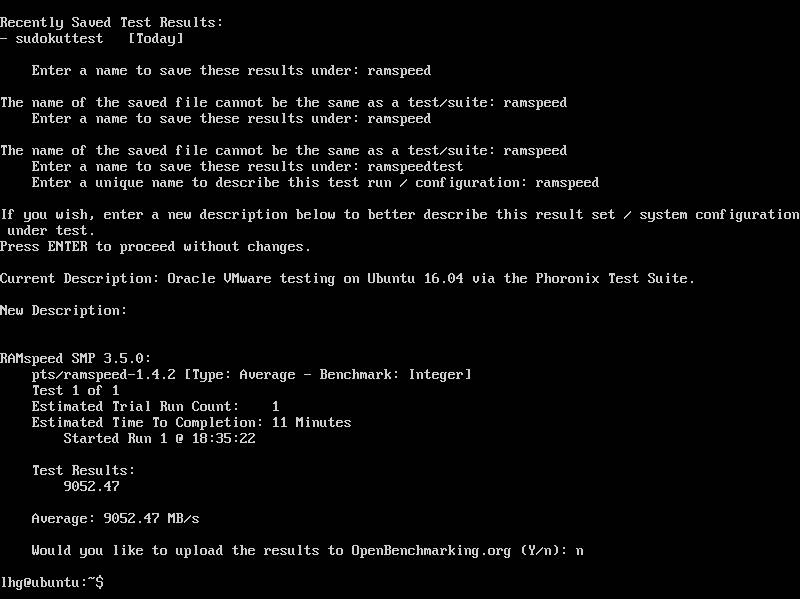 Recently Saved Test Results:
- sudokuttest   [Today]
Enter a name to save these results under: ramspeed
The name of the saved file cannot be the same as a test/suite: ramspeed
Enter a name to save these results under: ramspeed
The name of the saved file cannot be the same as a test/suite: ramspeed
Enter a name to save these results under: ramspeedtest
Enter a unique name to describe this test run / configuration: ramspeed
If you wish, enter a new description below to better describe this result set / system configuration
under test.
Press ENTER to proceed without changes.
Current Description: Oracle VMware testing on Ubuntu 16.04 via the Phoronix Test Suite.
New Description:
RAMspeed SMP 3.5.0:
pts/ramspeed-1.4.2 [Type: Average - Benchmark: Integer]
Test 1 of 1
Estimated Trial Run Count:    1
Estimated Time To Completion: 11 Minutes
Started Run 1 @ 18:35:22
Test Results:
9052.47
Average: 9052.47 MB/s
Would you like to upload the results to OpenBenchmarking.org (Y/n): n
lhg@ubuntu:~$